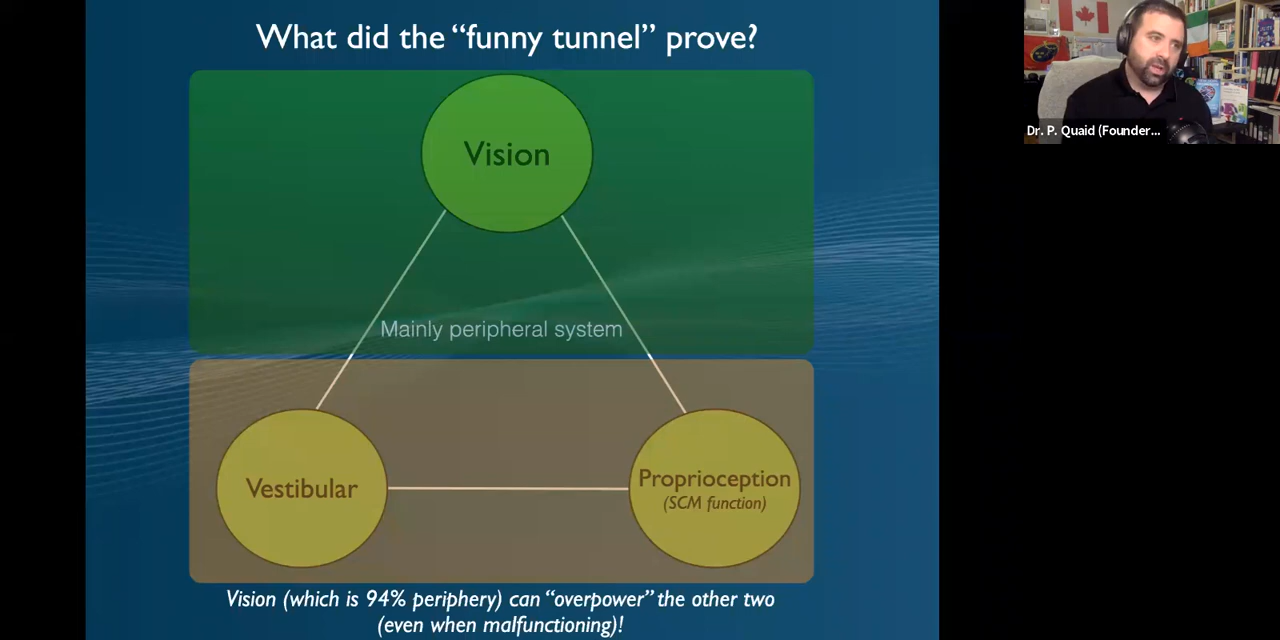 What did the “funny tunnel” prove?
Vision
Mainly peripheral system
Vestibular
Proprioception
(SCM function)
Vision (which is 94% periphery) can “overpower” the other two
(even when malfunctioning)!
Dr. P. Quaid (Founder...